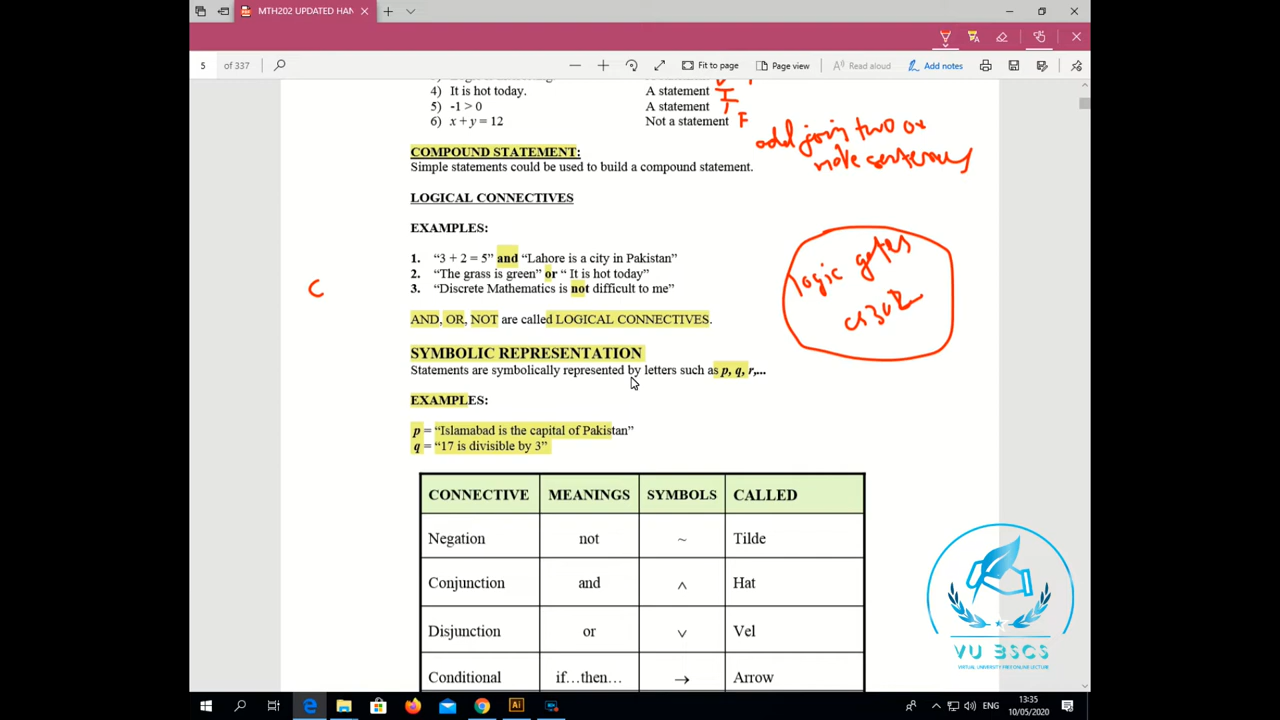 MTH202 UPDATED HAN
5 of 337
Fit to page
Page view
Read aloud
Add notes
4) It is hot today. A statement
5) -1 > 0 A statement
6) x + y = 12 Not a statement F
add join two or
more sentences
COMPOUND STATEMENT:
Simple statements could be used to build a compound statement.
LOGICAL CONNECTIVES
EXAMPLES:
1. “3 + 2 = 5” and “Lahore is a city in Pakistan”
2. “The grass is green” or “ It is hot today”
3. “Discrete Mathematics is not difficult to me”
C
logic gates
cs302
AND, OR, NOT are called LOGICAL CONNECTIVES.
SYMBOLIC REPRESENTATION
Statements are symbolically represented by letters such as p, q, r,...
EXAMPLES:
p = “Islamabad is the capital of Pakistan”
q = “17 is divisible by 3”
CONNECTIVE MEANINGS SYMBOLS CALLED
Negation not ~ Tilde
Conjunction and ∧ Hat
Disjunction or ∨ Vel
Conditional if…then… → Arrow
VU BSCS
VIRTUAL UNIVERSITY FREE ONLINE LECTURE
ENG
13:35
10/05/2020